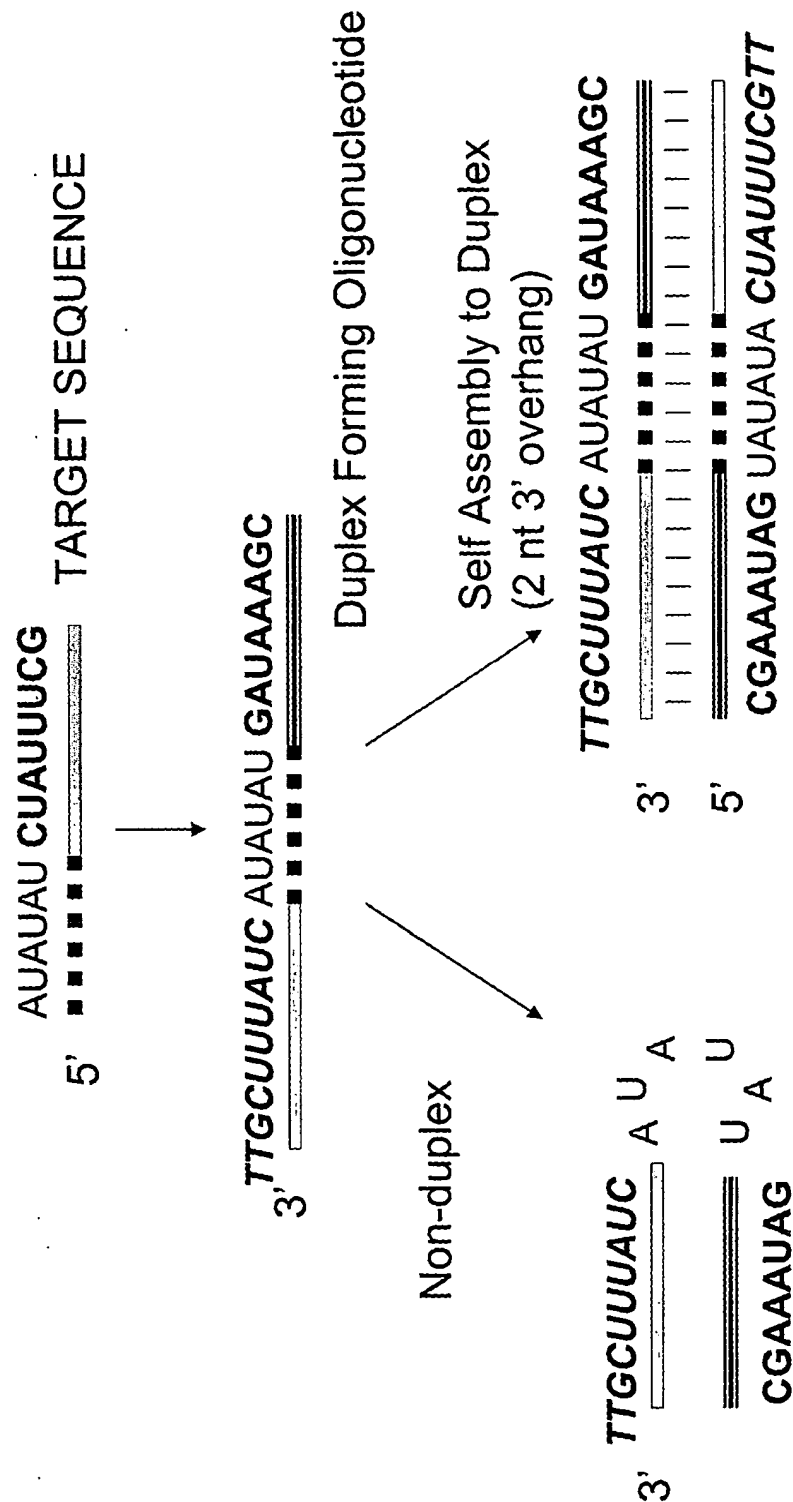 AUAUAU CUAUUUCG
5'
TARGET SEQUENCE
TTGCUUUAUC AUAUAU GAUAAAGC
3'
Duplex Forming Oligonucleotide
Non-duplex
Self Assembly to Duplex
(2 nt 3' overhang)
TTGCUUUAUC
3'
A U A
U A U
CGAAAUAG
TTGCUUUAUC AUAUAU GAUAAAGC
3'
5'
CGAAAUAG UAUAUA CUAUUUCGTT